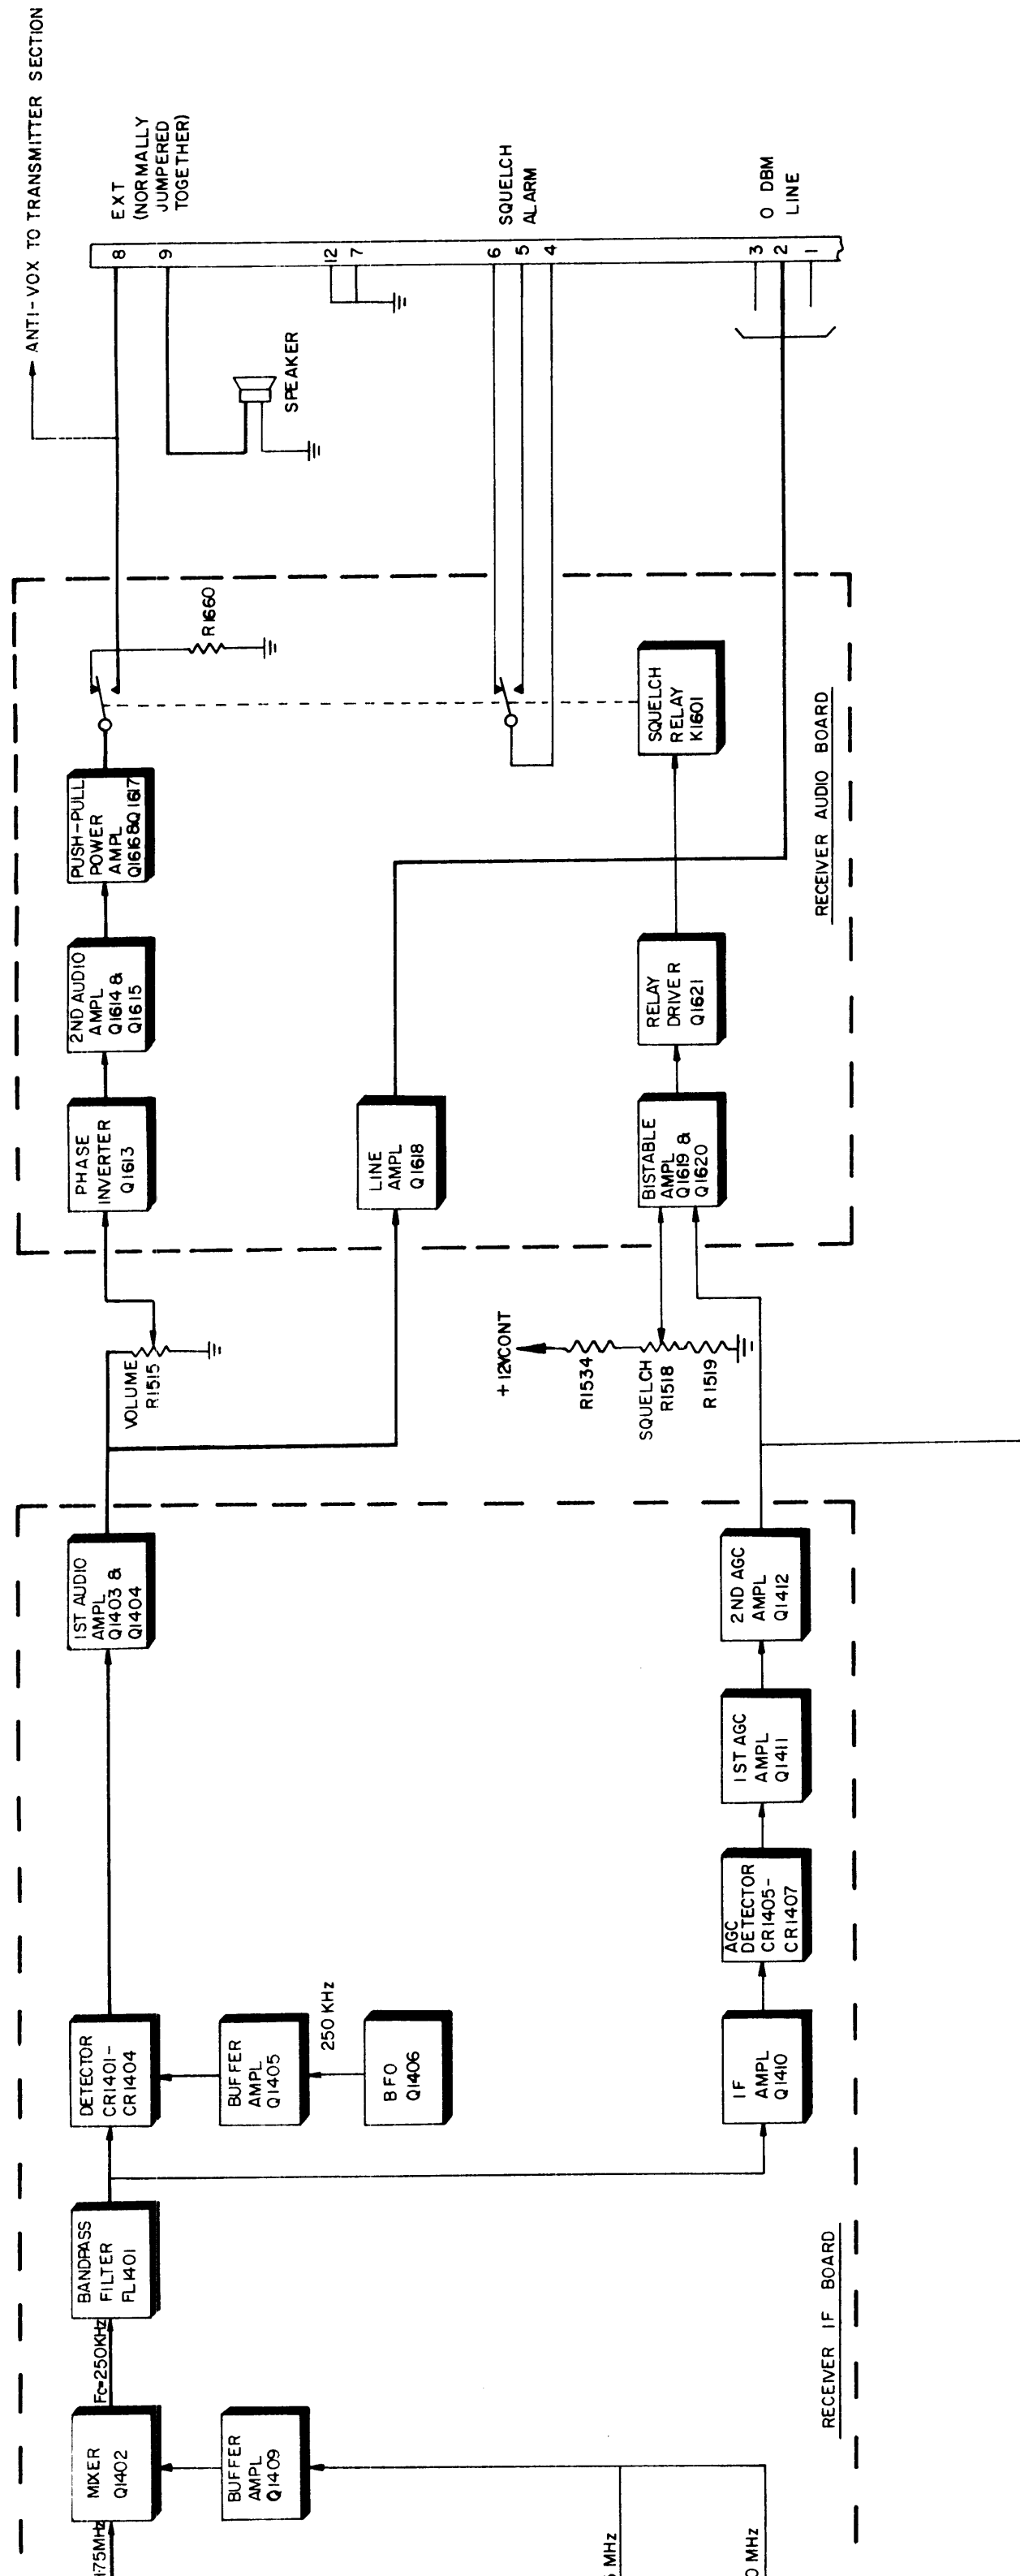 ANTI-VOX TO TRANSMITTER SECTION
EXT
(NORMALLY
JUMPERED
TOGETHER)
8
9
12
7
SQUELCH
ALARM
6
5
4
O DBM
LINE
3
2
1
SPEAKER
R1660
PUSH-PULL
POWER
AMPL
Q1616&Q1617
2ND AUDIO
AMPL
Q1614 &
Q1615
PHASE
INVERTER
Q1613
LINE
AMPL
Q1618
SQUELCH
RELAY
K1601
RELAY
DRIVER
Q1621
BISTABLE
AMPL
Q1619 &
Q1620
RECEIVER AUDIO BOARD
VOLUME
R1515
+12VCONT
R1534
SQUELCH
R1518
R1519
1ST AUDIO
AMPL
Q1403 &
Q1404
2ND AGC
AMPL
Q1412
1ST AGC
AMPL
Q1411
AGC
DETECTOR
CR1405-
CR1407
IF
AMPL
Q1410
DETECTOR
CR1401-
CR1404
BUFFER
AMPL
Q1405
250 KHz
BFO
Q1406
BANDPASS
FILTER
FL1401
Fc=250KHz
MIXER
Q1402
BUFFER
AMPL
Q1409
RECEIVER IF BOARD
.75MHz
MHz
0 MHz